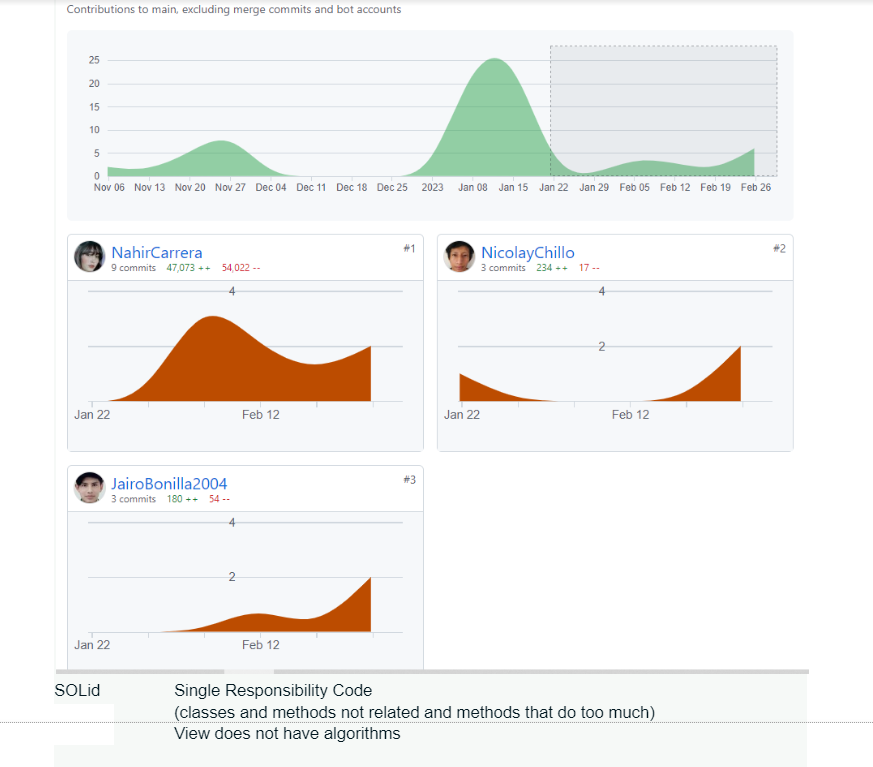 Contributions to main, excluding merge commits and bot accounts
25
20
15
10
5
0
Nov 06 Nov 13 Nov 20 Nov 27 Dec 04 Dec 11 Dec 18 Dec 25 2023 Jan 08 Jan 15 Jan 22 Jan 29 Feb 05 Feb 12 Feb 19 Feb 26
NahirCarrera #1
9 commits 47,073 ++ 54,022 --
4
Jan 22 Feb 12
NicolayChillo #2
3 commits 234 ++ 17 --
4
2
Jan 22 Feb 12
JairoBonilla2004 #3
3 commits 180 ++ 54 --
4
2
Jan 22 Feb 12
SOLid Single Responsibility Code
(classes and methods not related and methods that do too much)
View does not have algorithms